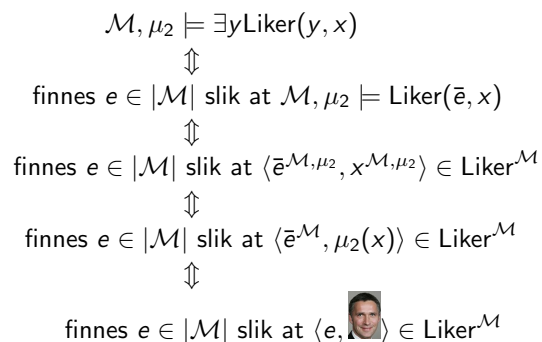 ℳ, μ₂ ⊨ ∃yLiker(y, x)
⇕
finnes e ∈ |ℳ| slik at ℳ, μ₂ ⊨ Liker(ē, x)
⇕
finnes e ∈ |ℳ| slik at ⟨ē^{ℳ,μ₂}, x^{ℳ,μ₂}⟩ ∈ Liker^ℳ
⇕
finnes e ∈ |ℳ| slik at ⟨ē^ℳ, μ₂(x)⟩ ∈ Liker^ℳ
⇕
finnes e ∈ |ℳ| slik at ⟨e, ⟩ ∈ Liker^ℳ